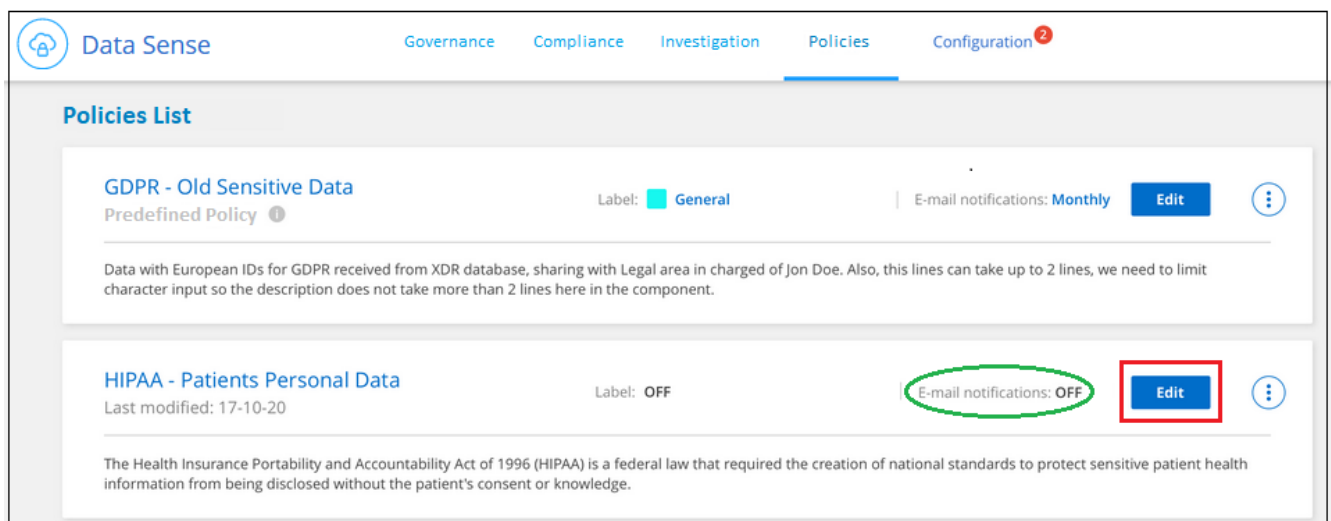 Data Sense Governance Compliance Investigation Policies Configuration 2
Policies List
GDPR - Old Sensitive Data Label: General E-mail notifications: Monthly Edit
Predefined Policy i
Data with European IDs for GDPR received from XDR database, sharing with Legal area in charged of Jon Doe. Also, this lines can take up to 2 lines, we need to limit
character input so the description does not take more than 2 lines here in the component.
HIPAA - Patients Personal Data Label: OFF E-mail notifications: OFF Edit
Last modified: 17-10-20
The Health Insurance Portability and Accountability Act of 1996 (HIPAA) is a federal law that required the creation of national standards to protect sensitive patient health
information from being disclosed without the patient's consent or knowledge.